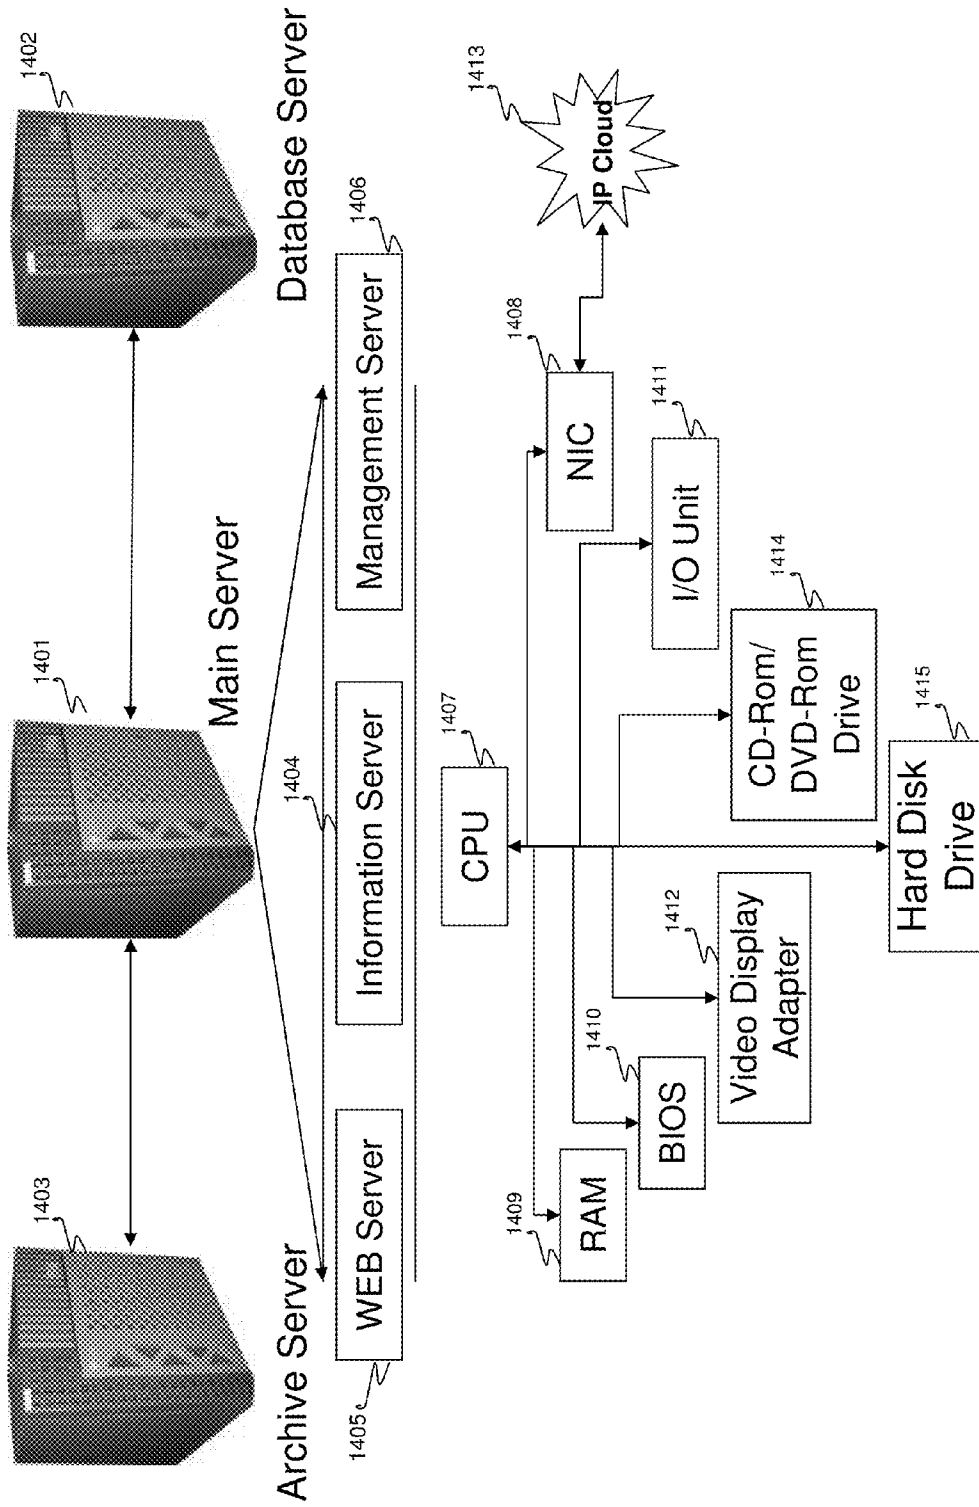 1403
1401
1402
Archive Server
Main Server
Database Server
1405
WEB Server
1404
Information Server
Management Server
1406
1407
CPU
1409
RAM
1408
NIC
1413
IP Cloud
1410
BIOS
1411
I/O Unit
1412
Video Display
Adapter
1414
CD-Rom/
DVD-Rom
Drive
1415
Hard Disk
Drive